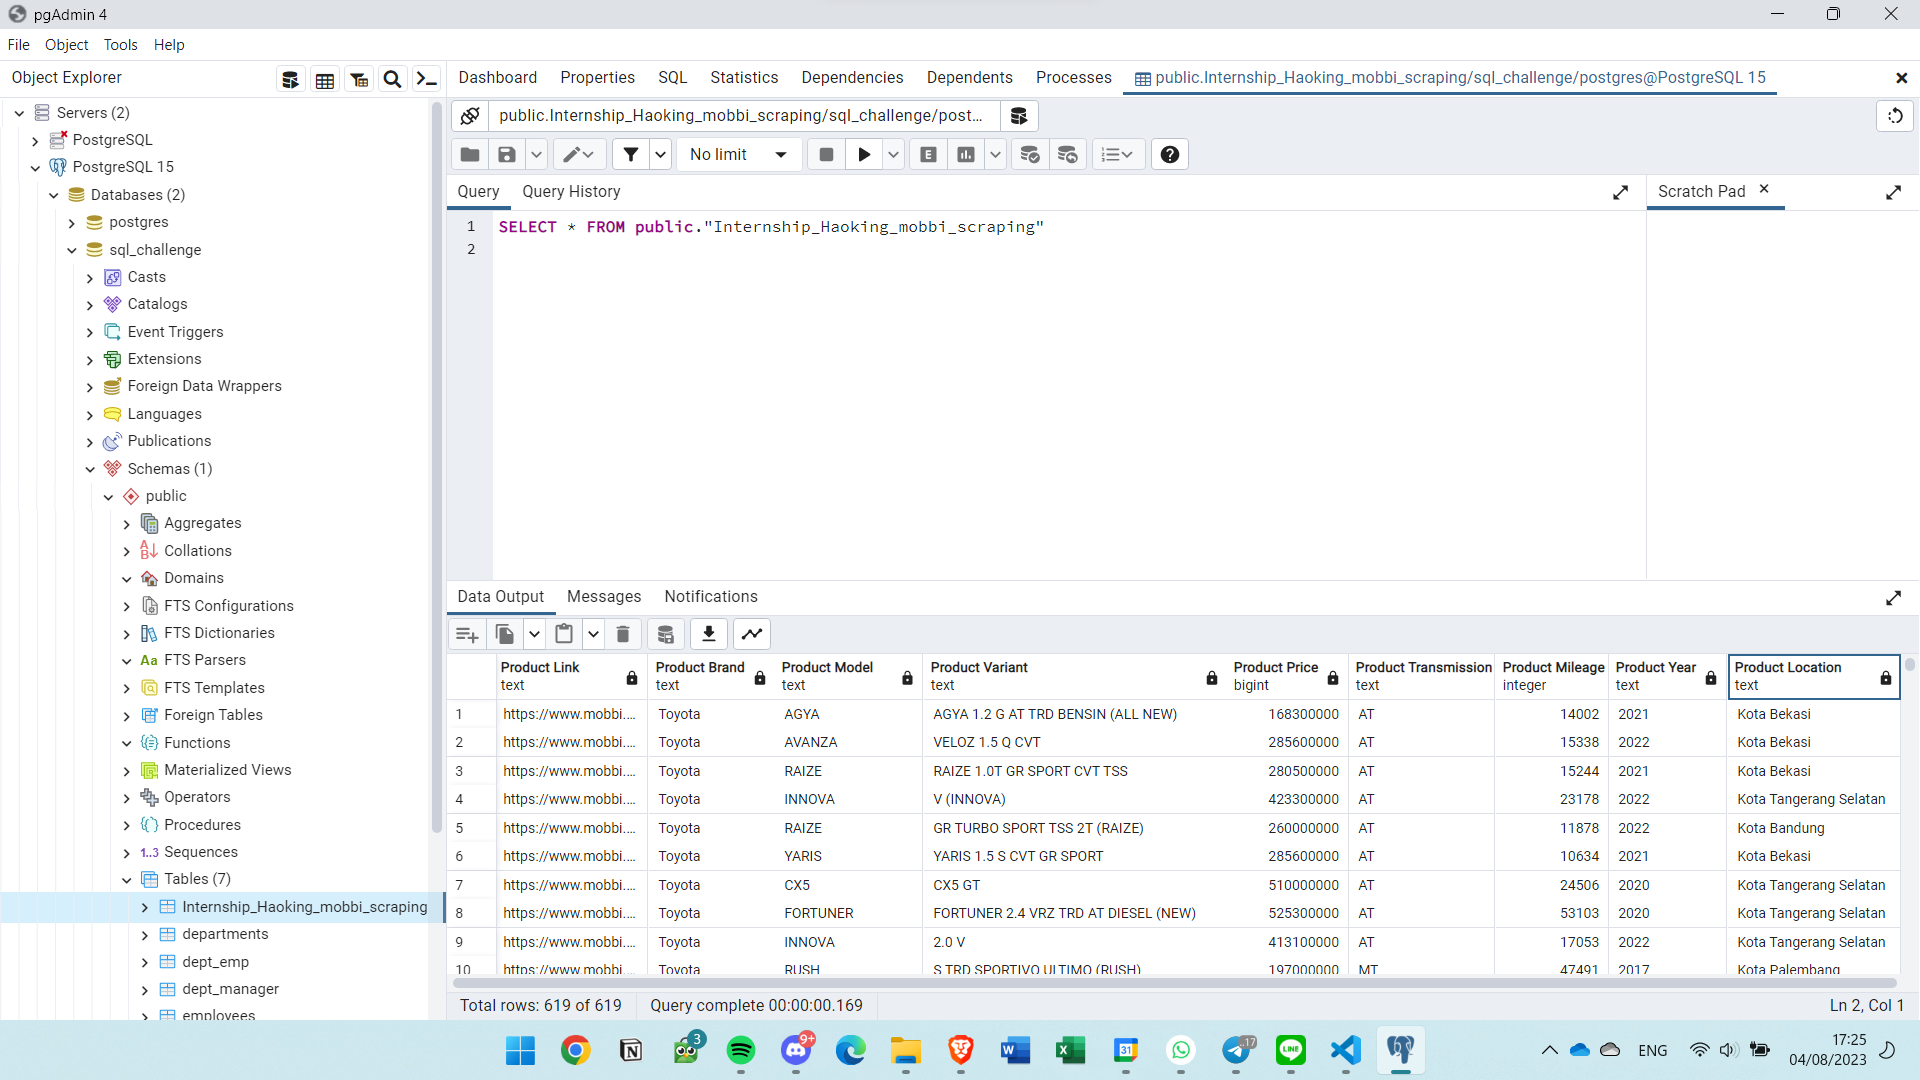 pgAdmin 4
File Object Tools Help
Object Explorer
Dashboard Properties SQL Statistics Dependencies Dependents Processes public.Internship_Haoking_mobbi_scraping/sql_challenge/postgres@PostgreSQL 15
Servers (2)
PostgreSQL
PostgreSQL 15
Databases (2)
postgres
sql_challenge
Casts
Catalogs
Event Triggers
Extensions
Foreign Data Wrappers
Languages
Publications
Schemas (1)
public
Aggregates
Collations
Domains
FTS Configurations
FTS Dictionaries
Aa FTS Parsers
FTS Templates
Foreign Tables
Functions
Materialized Views
Operators
Procedures
1..3 Sequences
Tables (7)
Internship_Haoking_mobbi_scraping
departments
dept_emp
dept_manager
employees
public.Internship_Haoking_mobbi_scraping/sql_challenge/post...
No limit E
Query Query History Scratch Pad
1 SELECT * FROM public."Internship_Haoking_mobbi_scraping"
2
Data Output Messages Notifications
Product Link Product Brand Product Model Product Variant Product Price Product Transmission Product Mileage Product Year Product Location
text text text text bigint text integer text text
1 https://www.mobbi.... Toyota AGYA AGYA 1.2 G AT TRD BENSIN (ALL NEW) 168300000 AT 14002 2021 Kota Bekasi
2 https://www.mobbi.... Toyota AVANZA VELOZ 1.5 Q CVT 285600000 AT 15338 2022 Kota Bekasi
3 https://www.mobbi.... Toyota RAIZE RAIZE 1.0T GR SPORT CVT TSS 280500000 AT 15244 2021 Kota Bekasi
4 https://www.mobbi.... Toyota INNOVA V (INNOVA) 423300000 AT 23178 2022 Kota Tangerang Selatan
5 https://www.mobbi.... Toyota RAIZE GR TURBO SPORT TSS 2T (RAIZE) 260000000 AT 11878 2022 Kota Bandung
6 https://www.mobbi.... Toyota YARIS YARIS 1.5 S CVT GR SPORT 285600000 AT 10634 2021 Kota Bekasi
7 https://www.mobbi.... Toyota CX5 CX5 GT 510000000 AT 24506 2020 Kota Tangerang Selatan
8 https://www.mobbi.... Toyota FORTUNER FORTUNER 2.4 VRZ TRD AT DIESEL (NEW) 525300000 AT 53103 2020 Kota Tangerang Selatan
9 https://www.mobbi.... Toyota INNOVA 2.0 V 413100000 AT 17053 2022 Kota Tangerang Selatan
10 https://www.mobbi.... Toyota RUSH S TRD SPORTIVO ULTIMO (RUSH) 197000000 MT 47491 2017 Kota Palembang
Total rows: 619 of 619 Query complete 00:00:00.169 Ln 2, Col 1
3 9+ W X 31 17 LINE ENG 17:25
04/08/2023